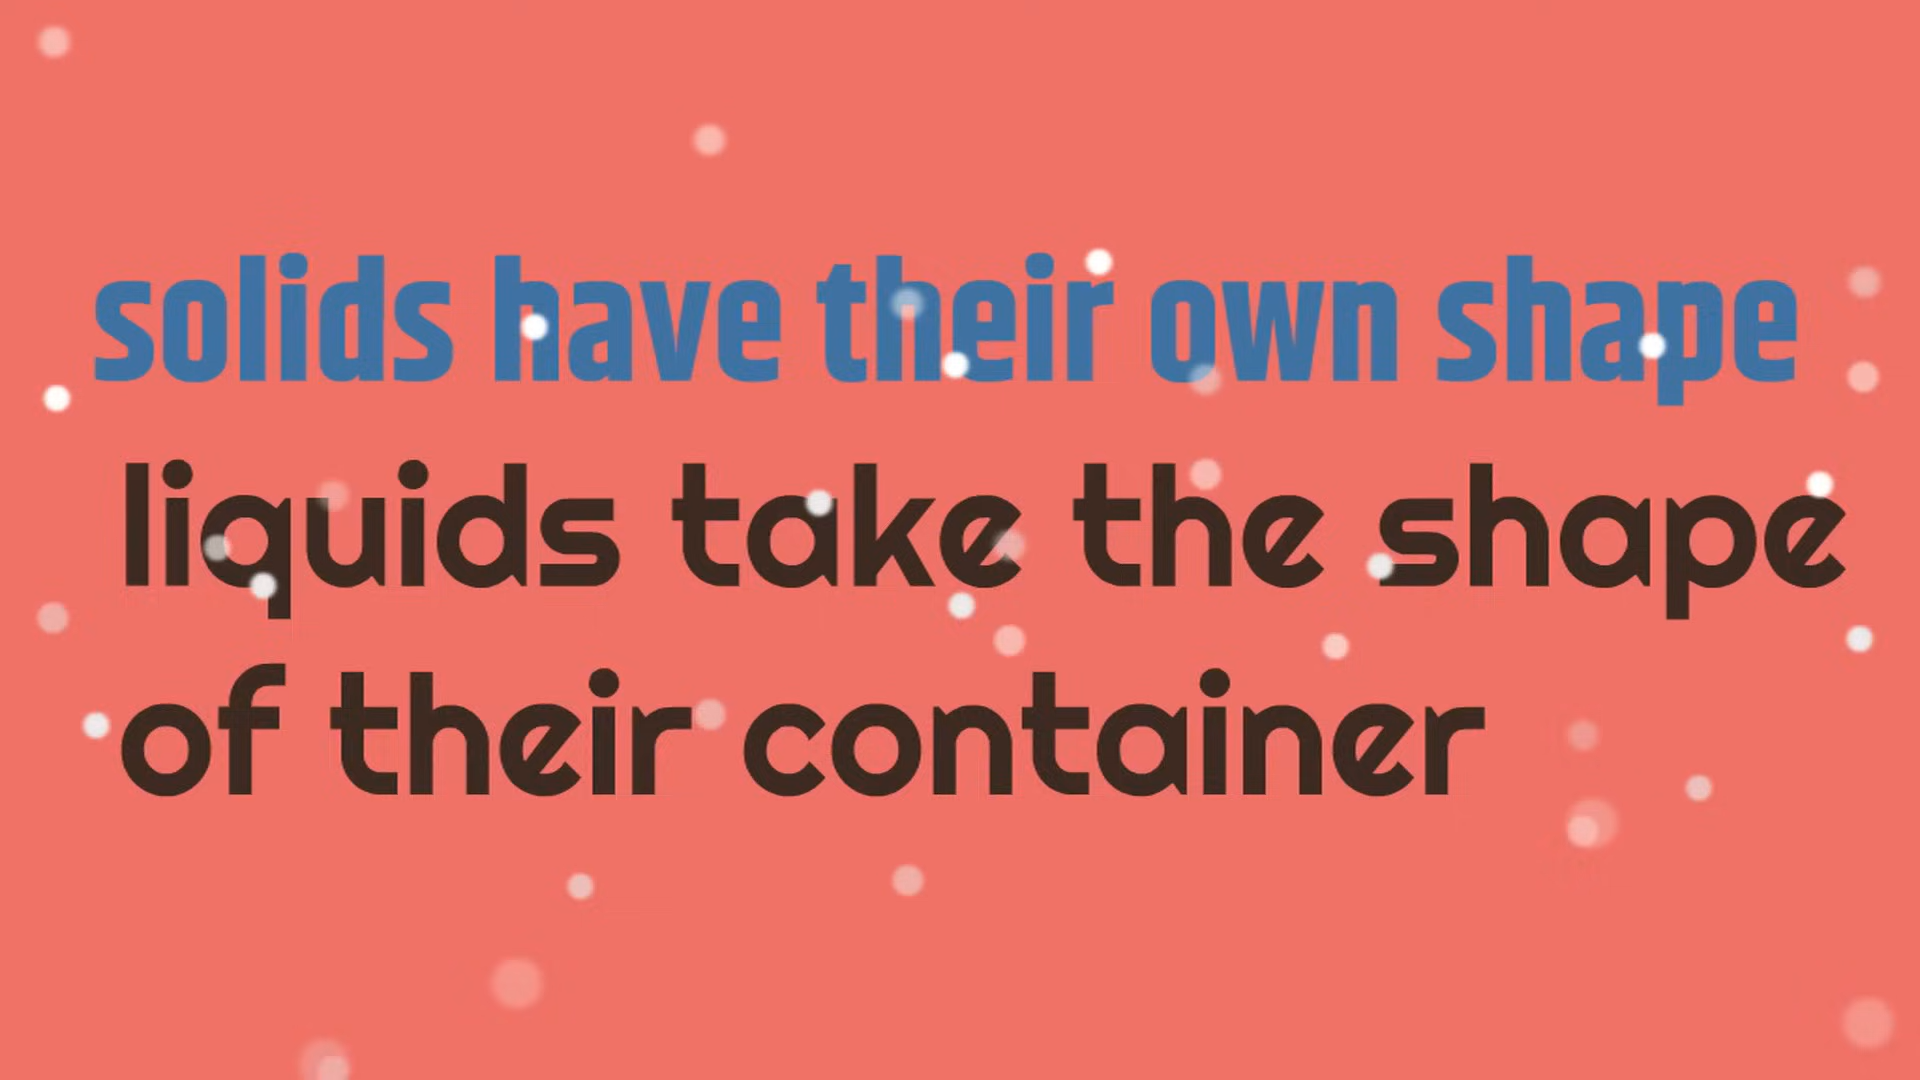 solids have their own shape
liquids take the shape
of their container